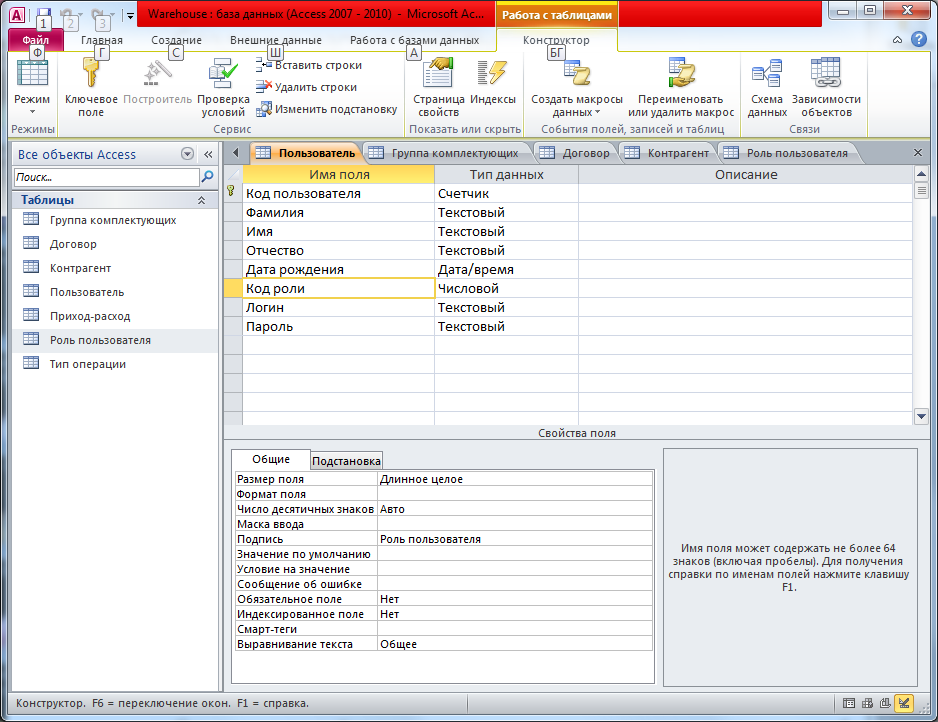 Warehouse : база данных (Access 2007 - 2010) - Microsoft Ac...
Работа с таблицами
1 2 3
Файл Главная Создание Внешние данные Работа с базами данных Конструктор
Ф Г С Ш А БГ
Режим
Ключевое поле
Построитель
Проверка условий
Вставить строки
Удалить строки
Изменить подстановку
Страница свойств
Индексы
Создать макросы данных
Переименовать или удалить макрос
Схема данных
Зависимости объектов
Режимы Сервис Показать или скрыть События полей, записей и таблиц Связи
Все объекты Access
Поиск...
Таблицы
Группа комплектующих
Договор
Контрагент
Пользователь
Приход-расход
Роль пользователя
Тип операции
Пользователь Группа комплектующих Договор Контрагент Роль пользователя
Имя поля Тип данных Описание
Код пользователя Счетчик
Фамилия Текстовый
Имя Текстовый
Отчество Текстовый
Дата рождения Дата/время
Код роли Числовой
Логин Текстовый
Пароль Текстовый
Свойства поля
Общие Подстановка
Размер поля Длинное целое
Формат поля
Число десятичных знаков Авто
Маска ввода
Подпись Роль пользователя
Значение по умолчанию
Условие на значение
Сообщение об ошибке
Обязательное поле Нет
Индексированное поле Нет
Смарт-теги
Выравнивание текста Общее
Имя поля может содержать не более 64
знаков (включая пробелы). Для получения
справки по именам полей нажмите клавишу
F1.
Конструктор. F6 = переключение окон. F1 = справка.